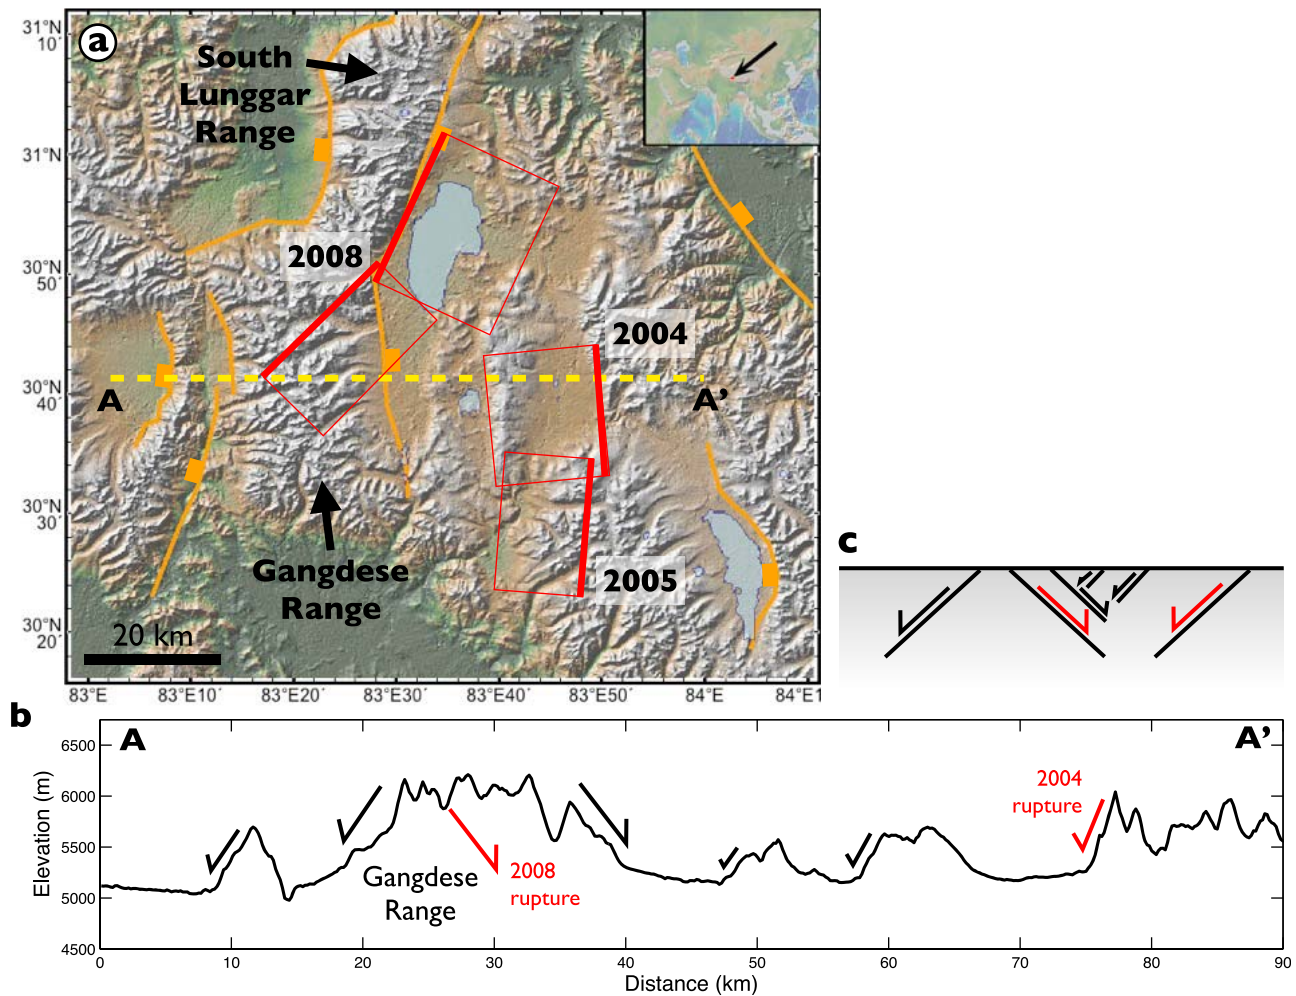 a
31°N
10´
South
Lunggar
Range
31°N
2008
30°N
50´
2004
30°N
40´
A
A’
30°N
30´
Gangdese
Range
2005
30°N
20´
20 km
83°E
83°E10´
83°E20´
83°E30´
83°E40´
83°E50´
84°E
84°E1
c
b
A
A’
6500
6000
5500
5000
4500
Elevation (m)
Gangdese
Range
2008
rupture
2004
rupture
0
10
20
30
40
50
60
70
80
90
Distance (km)